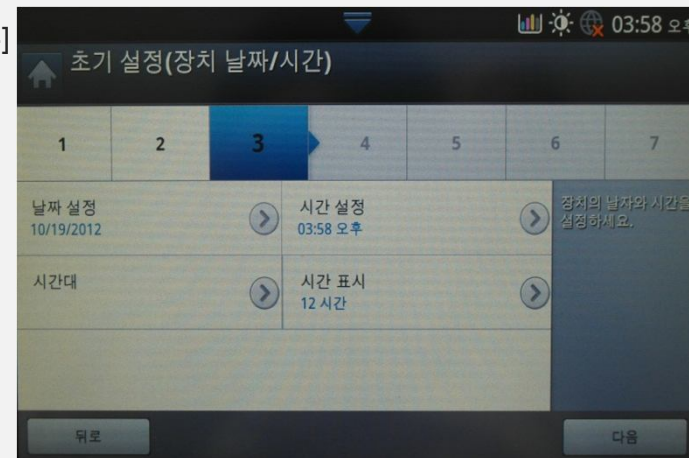 ]
03:58 오후
초기 설정(장치 날짜/시간)
1 2 3 4 5 6 7
날짜 설정
10/19/2012
시간 설정
03:58 오후
장치의 날자와 시간을
설정하세요.
시간대
시간 표시
12 시간
뒤로
다음